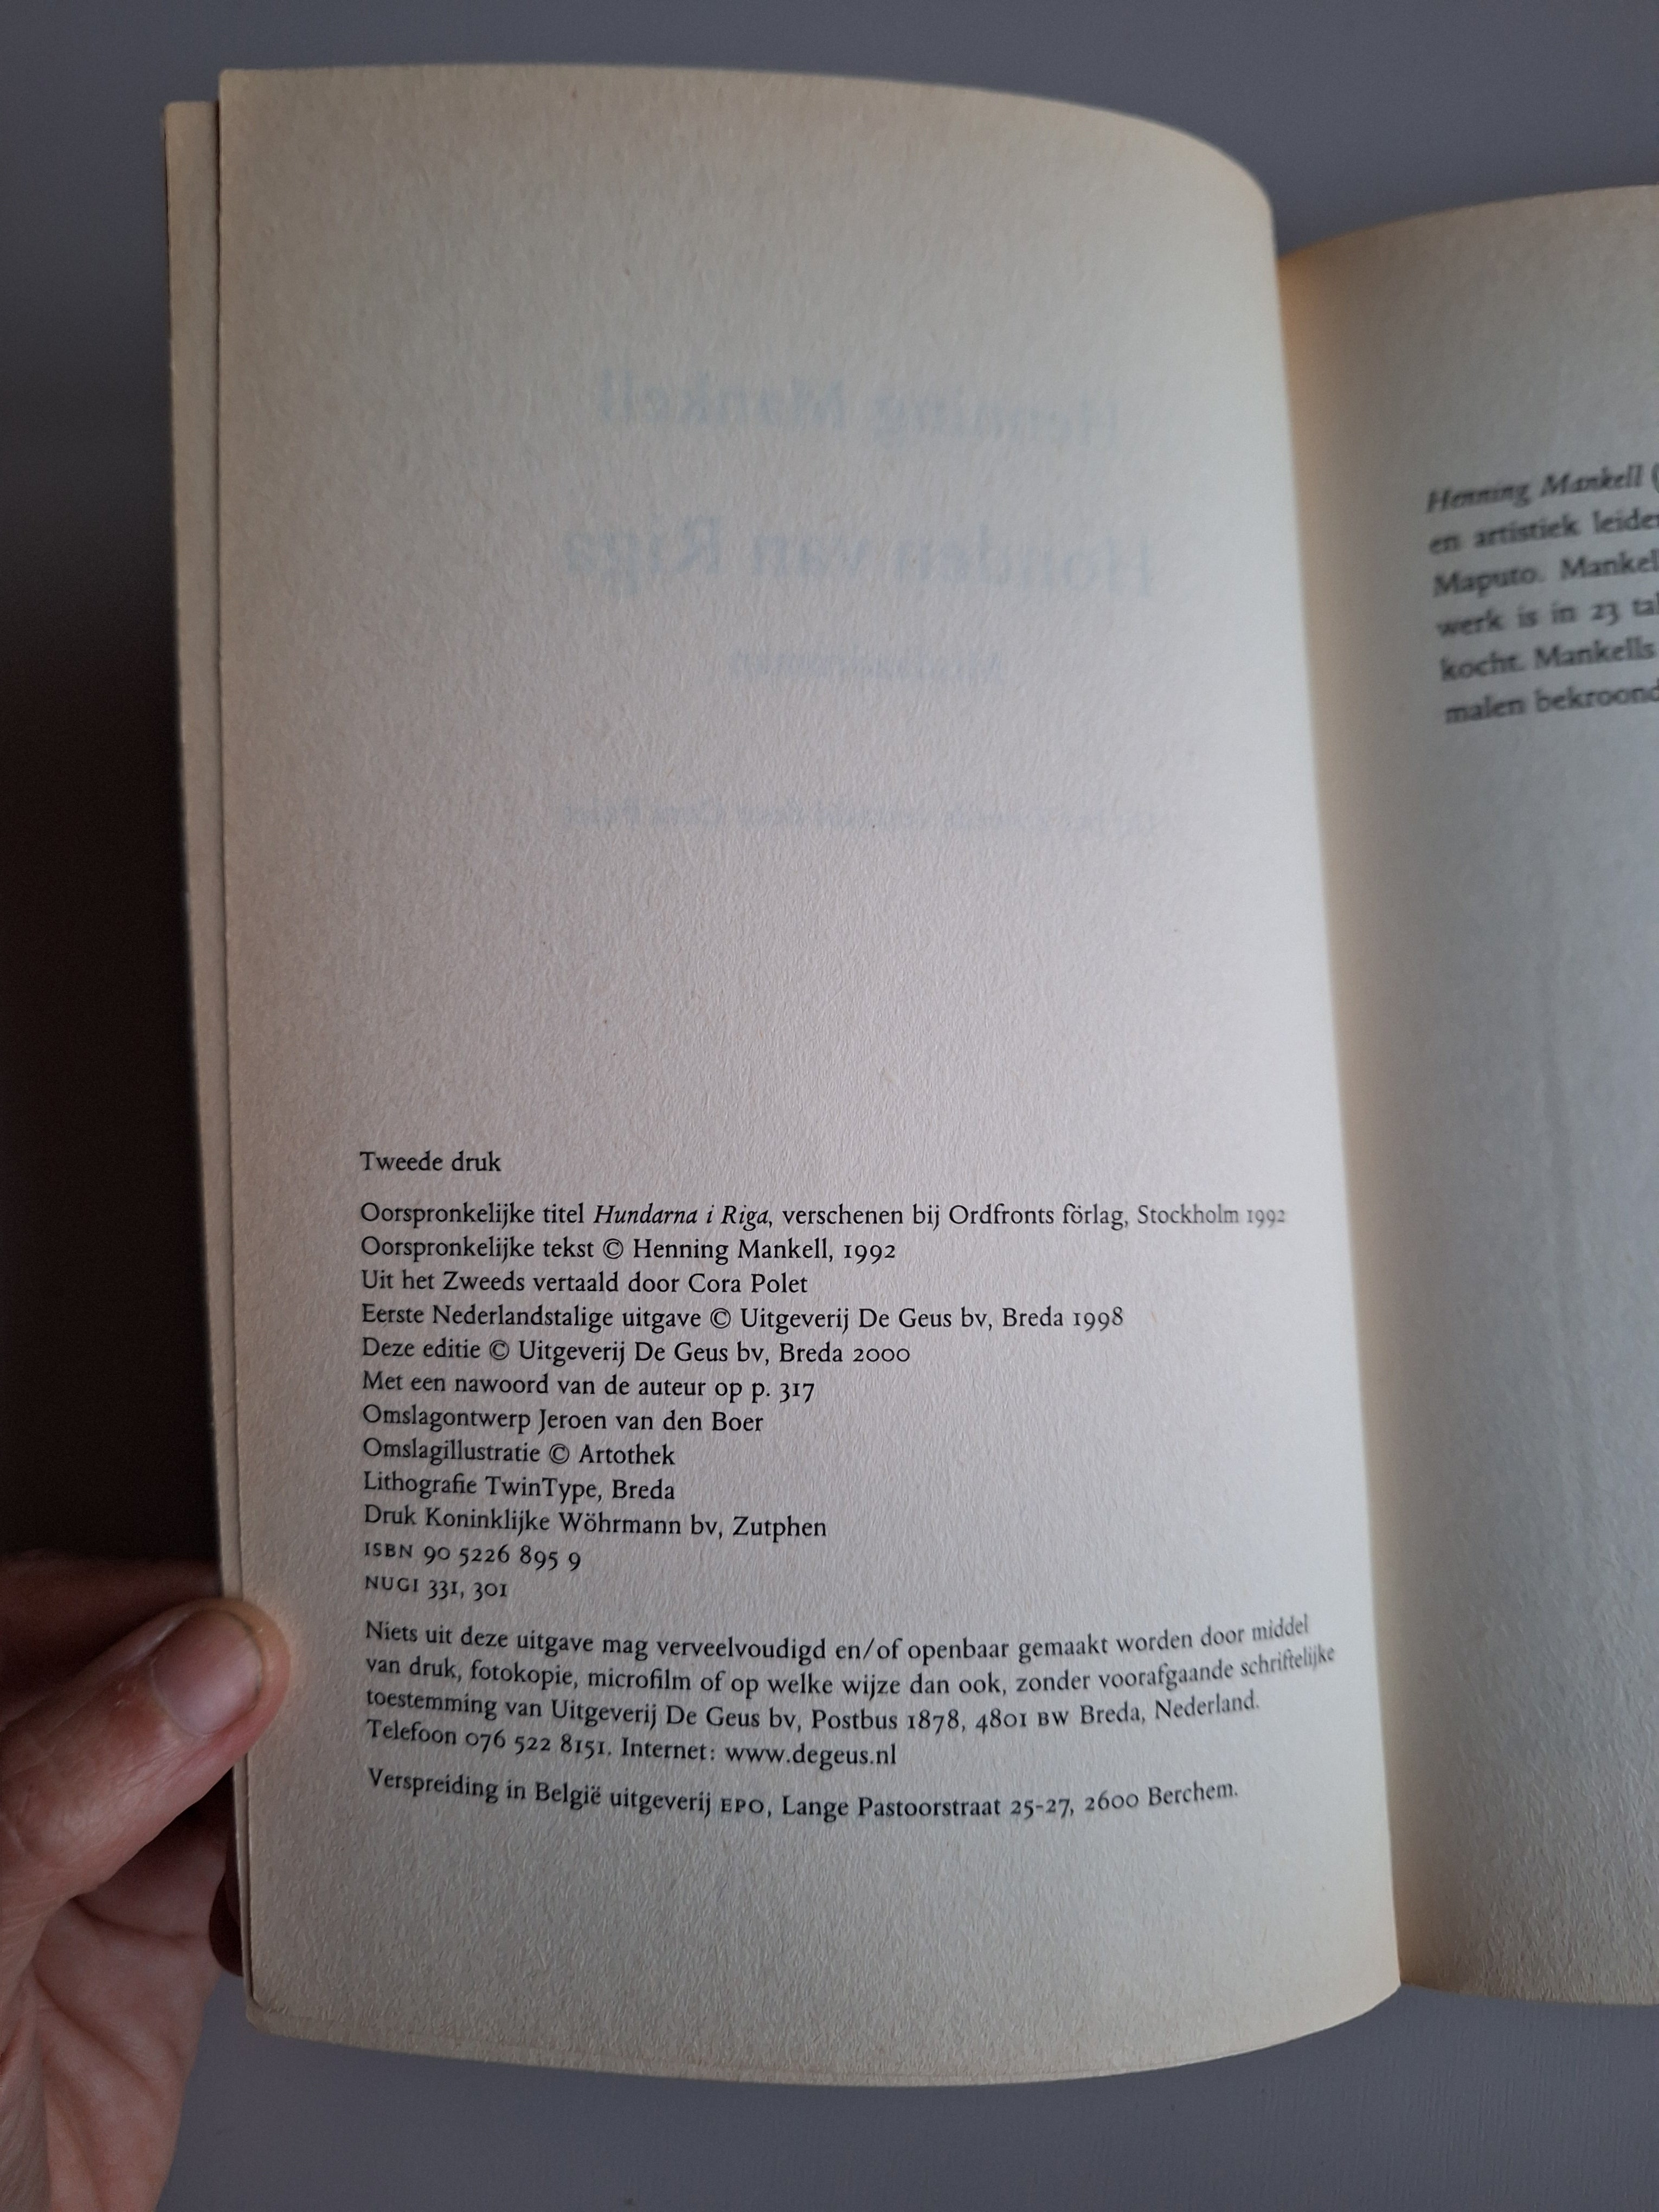 Henning Mankell
Honden van Riga
Tweede druk
Oorspronkelijke titel Hundarna i Riga, verschenen bij Ordfronts förlag, Stockholm 1992
Oorspronkelijke tekst © Henning Mankell, 1992
Uit het Zweeds vertaald door Cora Polet
Eerste Nederlandstalige uitgave © Uitgeverij De Geus bv, Breda 1998
Deze editie © Uitgeverij De Geus bv, Breda 2000
Met een nawoord van de auteur op p. 317
Omslagontwerp Jeroen van den Boer
Omslagillustratie © Artothek
Lithografie TwinType, Breda
Druk Koninklijke Wöhrmann bv, Zutphen
ISBN 90 5226 895 9
NUGI 331, 301
Niets uit deze uitgave mag verveelvoudigd en/of openbaar gemaakt worden door middel
van druk, fotokopie, microfilm of op welke wijze dan ook, zonder voorafgaande schriftelijke
toestemming van Uitgeverij De Geus bv, Postbus 1878, 4801 BW Breda, Nederland.
Telefoon 076 522 8151. Internet: www.degeus.nl
Verspreiding in België uitgeverij EPO, Lange Pastoorstraat 25-27, 2600 Berchem.
Henning Mankell (
en artistiek leide
Maputo. Mankel
werk is in 23 ta
kocht. Mankells
malen bekroond